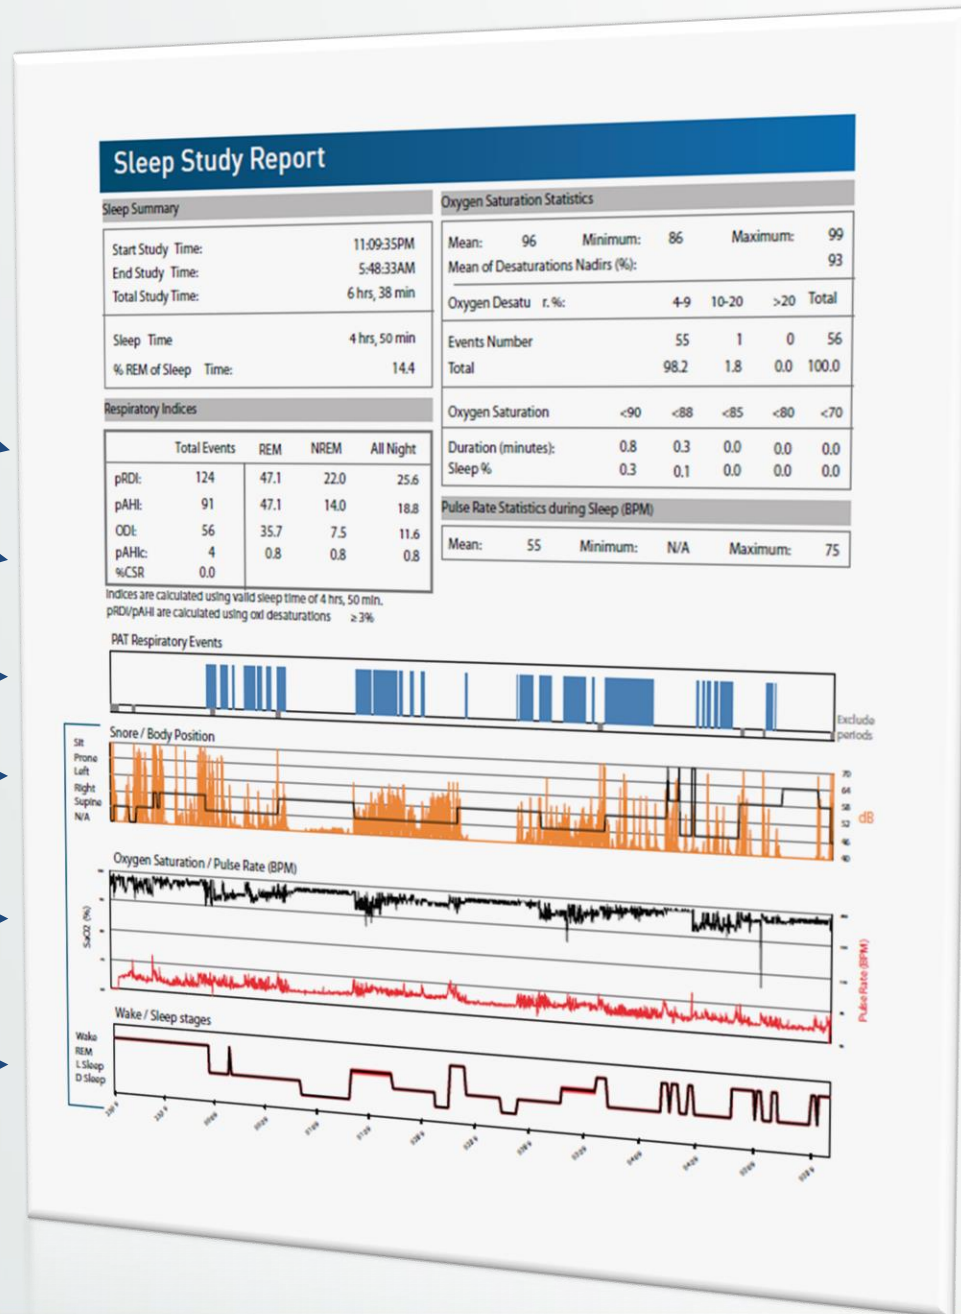 Sleep Study Report
Sleep Summary
Start Study Time: 11:09:35PM
End Study Time: 5:48:33AM
Total Study Time: 6 hrs, 38 min
Sleep Time 4 hrs, 50 min
% REM of Sleep Time: 14.4
Respiratory Indices
Total Events REM NREM All Night
pRDI: 124 47.1 22.0 25.6
pAHI: 91 47.1 14.0 18.8
ODI: 56 35.7 7.5 11.6
pAHIc: 4 0.8 0.8 0.8
%CSR 0.0
Indices are calculated using valid sleep time of 4 hrs, 50 min.
pRDI/pAHI are calculated using oxi desaturations ≥ 3%
Oxygen Saturation Statistics
Mean: 96 Minimum: 86 Maximum: 99
Mean of Desaturations Nadirs (%): 93
Oxygen Desatu r. %: 4-9 10-20 >20 Total
Events Number 55 1 0 56
Total 98.2 1.8 0.0 100.0
Oxygen Saturation <90 <88 <85 <80 <70
Duration (minutes): 0.8 0.3 0.0 0.0 0.0
Sleep % 0.3 0.1 0.0 0.0 0.0
Pulse Rate Statistics during Sleep (BPM)
Mean: 55 Minimum: N/A Maximum: 75
PAT Respiratory Events
Exclude
periods
Snore / Body Position
Sit
Prone
Left
Right
Supine
N/A
70
64
58
52
46
40
dB
Oxygen Saturation / Pulse Rate (BPM)
SaO2 (%)
Pulse Rate (BPM)
Wake / Sleep stages
Wake
REM
L Sleep
D Sleep